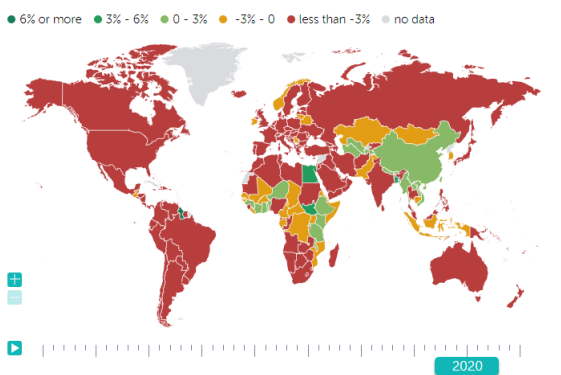 6% or more 3% - 6% 0 - 3% -3% - 0 less than -3% no data
+
−
2020